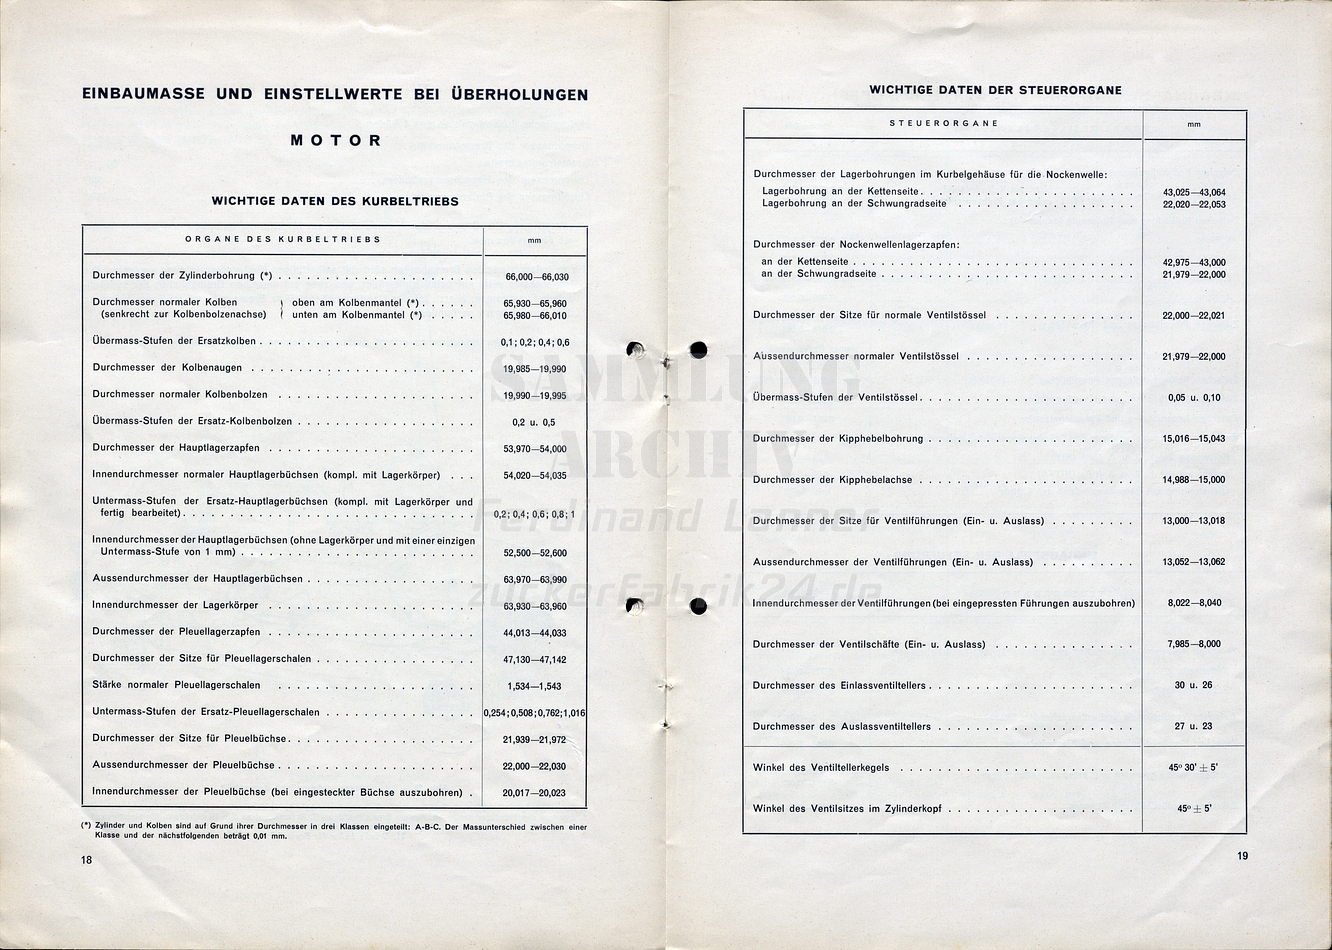 EINBAUMASSE UND EINSTELLWERTE BEI ÜBERHOLUNGEN
MOTOR
WICHTIGE DATEN DES KURBELTRIEBS
ORGANE DES KURBELTRIEBS mm
Durchmesser der Zylinderbohrung (*) . . . . . . . . . . . . . . . . . . . . . 66,000—66,030
Durchmesser normaler Kolben } oben am Kolbenmantel (*) . . . . . . 65,930—65,960
(senkrecht zur Kolbenbolzenachse) } unten am Kolbenmantel (*) . . . . . 65,980—66,010
Übermass-Stufen der Ersatzkolben . . . . . . . . . . . . . . . . . . . . . . . 0,1; 0,2; 0,4; 0,6
Durchmesser der Kolbenaugen . . . . . . . . . . . . . . . . . . . . . . . . 19,985—19,990
Durchmesser normaler Kolbenbolzen . . . . . . . . . . . . . . . . . . . . . 19,990—19,995
Übermass-Stufen der Ersatz-Kolbenbolzen . . . . . . . . . . . . . . . . . . . 0,2 u. 0,5
Durchmesser der Hauptlagerzapfen . . . . . . . . . . . . . . . . . . . . . . 53,970—54,000
Innendurchmesser normaler Hauptlagerbüchsen (kompl. mit Lagerkörper) . . . 54,020—54,035
Untermass-Stufen der Ersatz-Hauptlagerbüchsen (kompl. mit Lagerkörper und
fertig bearbeitet) . . . . . . . . . . . . . . . . . . . . . . . . . . . . . . . 0,2; 0,4; 0,6; 0,8; 1
Innendurchmesser der Hauptlagerbüchsen (ohne Lagerkörper und mit einer einzigen
Untermass-Stufe von 1 mm) . . . . . . . . . . . . . . . . . . . . . . . . . 52,500—52,600
Aussendurchmesser der Hauptlagerbüchsen . . . . . . . . . . . . . . . . . . 63,970—63,990
Innendurchmesser der Lagerkörper . . . . . . . . . . . . . . . . . . . . . . 63,930—63,960
Durchmesser der Pleuellagerzapfen . . . . . . . . . . . . . . . . . . . . . . 44,013—44,033
Durchmesser der Sitze für Pleuellagerschalen . . . . . . . . . . . . . . . . . 47,130—47,142
Stärke normaler Pleuellagerschalen . . . . . . . . . . . . . . . . . . . . . 1,534—1,543
Untermass-Stufen der Ersatz-Pleuellagerschalen . . . . . . . . . . . . . . . . 0,254; 0,508; 0,762; 1,016
Durchmesser der Sitze für Pleuelbüchse . . . . . . . . . . . . . . . . . . . . 21,939—21,972
Aussendurchmesser der Pleuelbüchse . . . . . . . . . . . . . . . . . . . . . 22,000—22,030
Innendurchmesser der Pleuelbüchse (bei eingesteckter Büchse auszubohren) . 20,017—20,023
(*) Zylinder und Kolben sind auf Grund ihrer Durchmesser in drei Klassen eingeteilt: A-B-C. Der Massunterschied zwischen einer
Klasse und der nächstfolgenden beträgt 0,01 mm.
18
WICHTIGE DATEN DER STEUERORGANE
STEUERORGANE mm
Durchmesser der Lagerbohrungen im Kurbelgehäuse für die Nockenwelle:
Lagerbohrung an der Kettenseite . . . . . . . . . . . . . . . . . . . . . . . 43,025—43,064
Lagerbohrung an der Schwungradseite . . . . . . . . . . . . . . . . . . . 22,020—22,053
Durchmesser der Nockenwellenlagerzapfen:
an der Kettenseite . . . . . . . . . . . . . . . . . . . . . . . . . . . . . . 42,975—43,000
an der Schwungradseite . . . . . . . . . . . . . . . . . . . . . . . . . . . 21,979—22,000
Durchmesser der Sitze für normale Ventilstössel . . . . . . . . . . . . . . . 22,000—22,021
Aussendurchmesser normaler Ventilstössel . . . . . . . . . . . . . . . . . . 21,979—22,000
Übermass-Stufen der Ventilstössel . . . . . . . . . . . . . . . . . . . . . . . 0,05 u. 0,10
Durchmesser der Kipphebelbohrung . . . . . . . . . . . . . . . . . . . . . . 15,016—15,043
Durchmesser der Kipphebelachse . . . . . . . . . . . . . . . . . . . . . . . 14,988—15,000
Durchmesser der Sitze für Ventilführungen (Ein- u. Auslass) . . . . . . . . . 13,000—13,018
Aussendurchmesser der Ventilführungen (Ein- u. Auslass) . . . . . . . . . . 13,052—13,062
Innendurchmesser der Ventilführungen (bei eingepressten Führungen auszubohren) 8,022—8,040
Durchmesser der Ventilschäfte (Ein- u. Auslass) . . . . . . . . . . . . . . . 7,985—8,000
Durchmesser des Einlassventiltellers . . . . . . . . . . . . . . . . . . . . . . 30 u. 26
Durchmesser des Auslassventiltellers . . . . . . . . . . . . . . . . . . . . . 27 u. 23
Winkel des Ventiltellerkegels . . . . . . . . . . . . . . . . . . . . . . . . . 45º 30' ± 5'
Winkel des Ventilsitzes im Zylinderkopf . . . . . . . . . . . . . . . . . . . . 45º ± 5'
19
SAMMLUNG
ARCHIV
Ferdinand Lanner
zuckerfabrik24.de